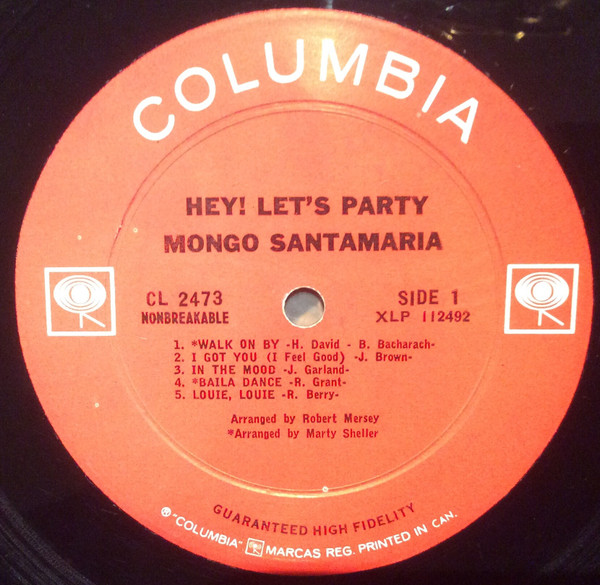 COLUMBIA
HEY! LET'S PARTY
MONGO SANTAMARIA
CL 2473
NONBREAKABLE
SIDE 1
XLP 112492
1. *WALK ON BY -H. David - B. Bacharach-
2. I GOT YOU (I Feel Good) -J. Brown-
3. IN THE MOOD -J. Garland-
4. *BAILA DANCE -R. Grant-
5. LOUIE, LOUIE -R. Berry-
Arranged by Robert Mersey
*Arranged by Marty Sheller
GUARANTEED HIGH FIDELITY
® "COLUMBIA" MARCAS REG. PRINTED IN CAN.